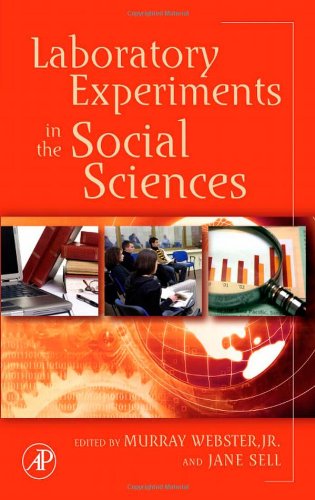 Laboratory
Experiments
in the Social
Sciences
EDITED BY MURRAY WEBSTER, JR.
AND JANE SELL
AP